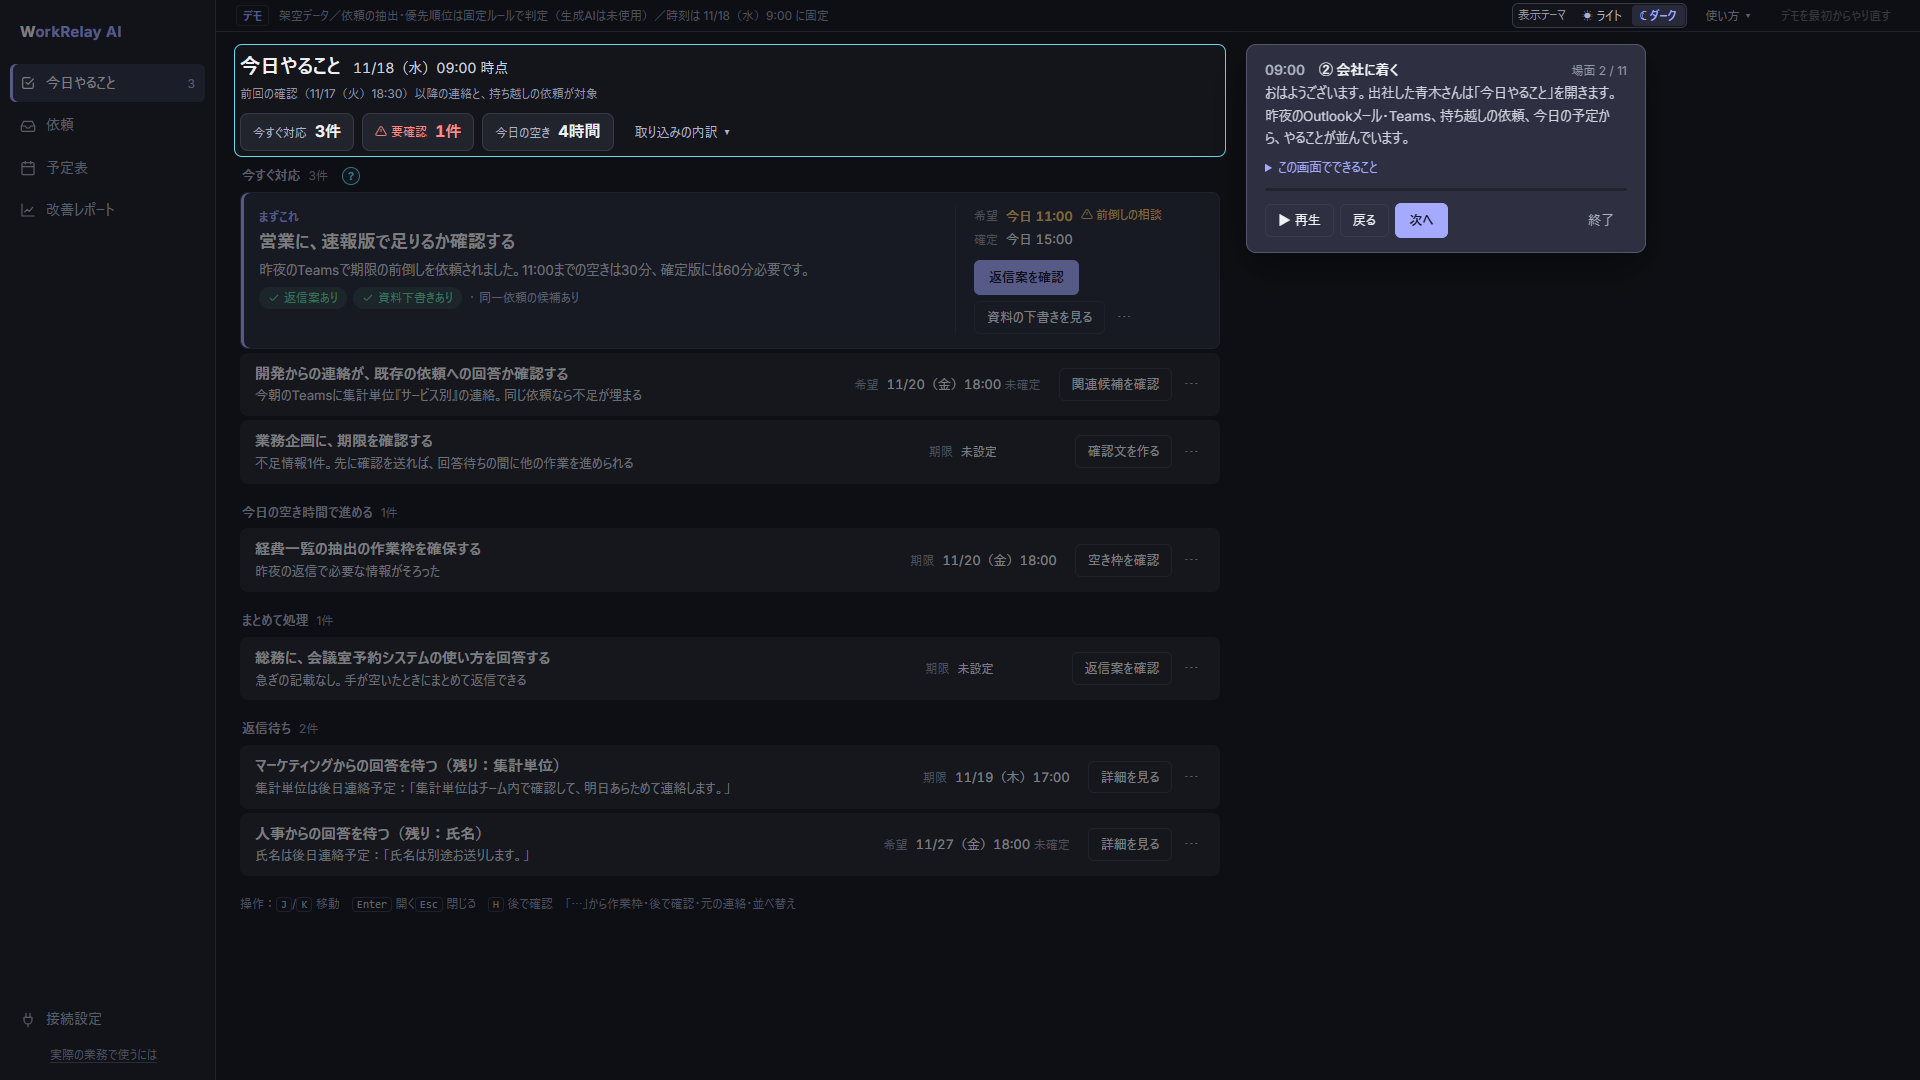 WorkRelay AI
今日やること 3
依頼
予定表
改善レポート
接続設定
実際の業務で使うには
デモ 架空データ／依頼の抽出・優先順位は固定ルールで判定（生成AIは未使用）／時刻は 11/18（水）9:00 に固定
表示テーマ ライト ダーク 使い方 ▾ デモを最初からやり直す
今日やること 11/18（水）09:00 時点
前回の確認（11/17（火）18:30）以降の連絡と、持ち越しの依頼が対象
今すぐ対応 3件 要確認 1件 今日の空き 4時間 取り込みの内訳 ▾
今すぐ対応 3件 ?
まずこれ
営業に、速報版で足りるか確認する
昨夜のTeamsで期限の前倒しを依頼されました。11:00までの空きは30分、確定版には60分必要です。
✓ 返信案あり ✓ 資料下書きあり ・同一依頼の候補あり
希望 今日 11:00 前倒しの相談
確定 今日 15:00
返信案を確認
資料の下書きを見る …
開発からの連絡が、既存の依頼への回答か確認する
今朝のTeamsに集計単位『サービス別』の連絡。同じ依頼なら不足が埋まる
希望 11/20（金）18:00 未確定 関連候補を確認 …
業務企画に、期限を確認する
不足情報1件。先に確認を送れば、回答待ちの間に他の作業を進められる
期限 未設定 確認文を作る …
今日の空き時間で進める 1件
経費一覧の抽出の作業枠を確保する
昨夜の返信で必要な情報がそろった
期限 11/20（金）18:00 空き枠を確認 …
まとめて処理 1件
総務に、会議室予約システムの使い方を回答する
急ぎの記載なし。手が空いたときにまとめて返信できる
期限 未設定 返信案を確認 …
返信待ち 2件
マーケティングからの回答を待つ（残り：集計単位）
集計単位は後日連絡予定：「集計単位はチーム内で確認して、明日あらためて連絡します。」
期限 11/19（木）17:00 詳細を見る …
人事からの回答を待つ（残り：氏名）
氏名は後日連絡予定：「氏名は別途お送りします。」
希望 11/27（金）18:00 未確定 詳細を見る …
操作： J / K 移動 Enter 開く Esc 閉じる H 後で確認 「…」から作業枠・後で確認・元の連絡・並べ替え
09:00 ② 会社に着く 場面 2 / 11
おはようございます。出社した青木さんは「今日やること」を開きます。
昨夜のOutlookメール・Teams、持ち越しの依頼、今日の予定か
ら、やることが並んでいます。
▶ この画面でできること
▶ 再生 戻る 次へ 終了